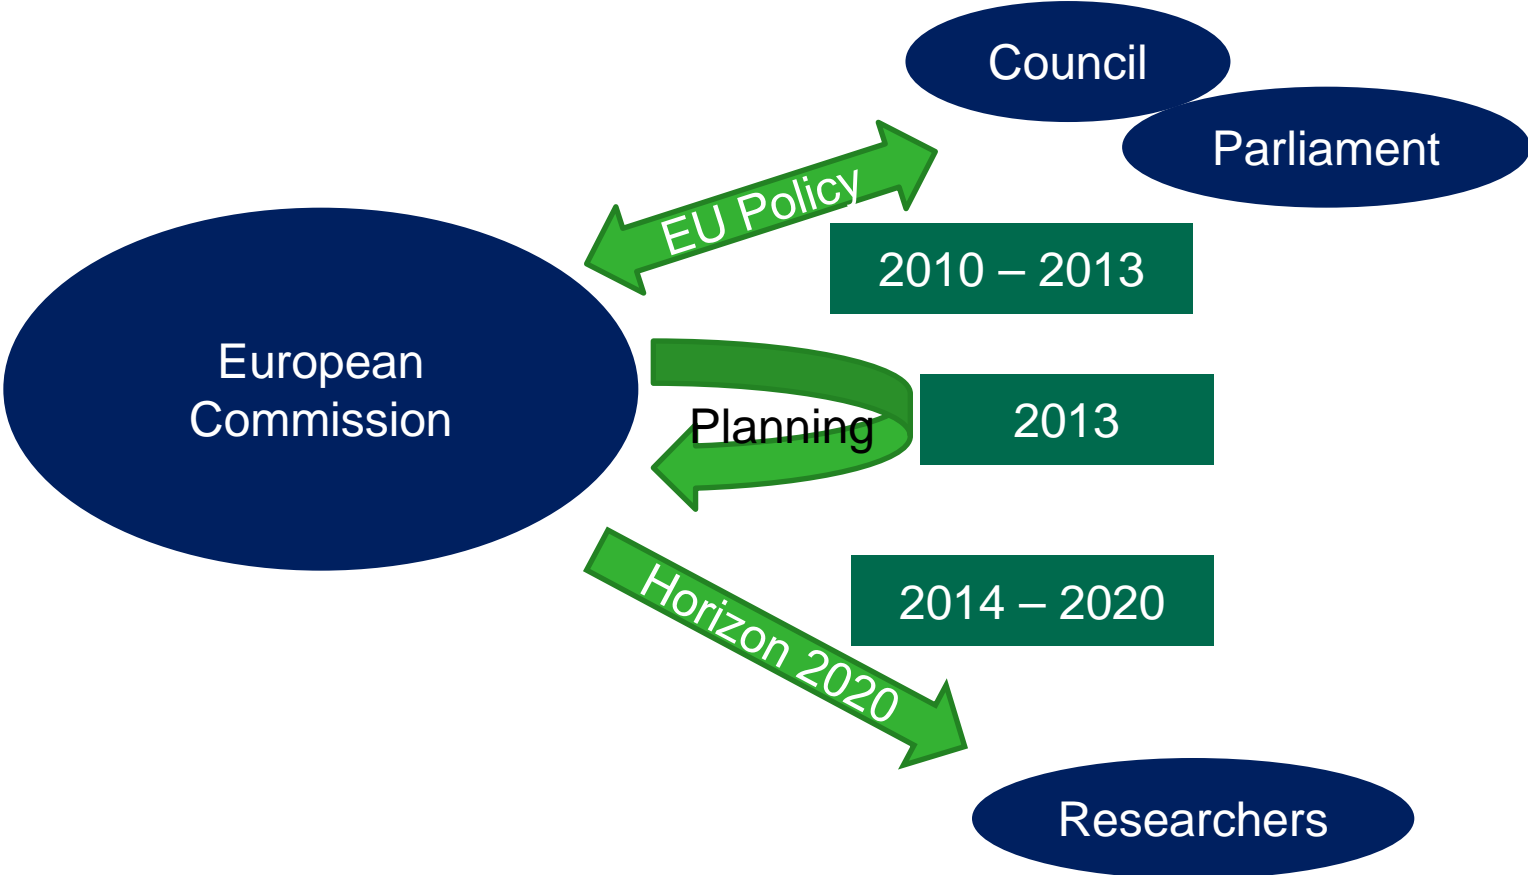 Council
Parliament
EU Policy
2010 – 2013
European
Commission
Planning
2013
2014 – 2020
Horizon 2020
Researchers